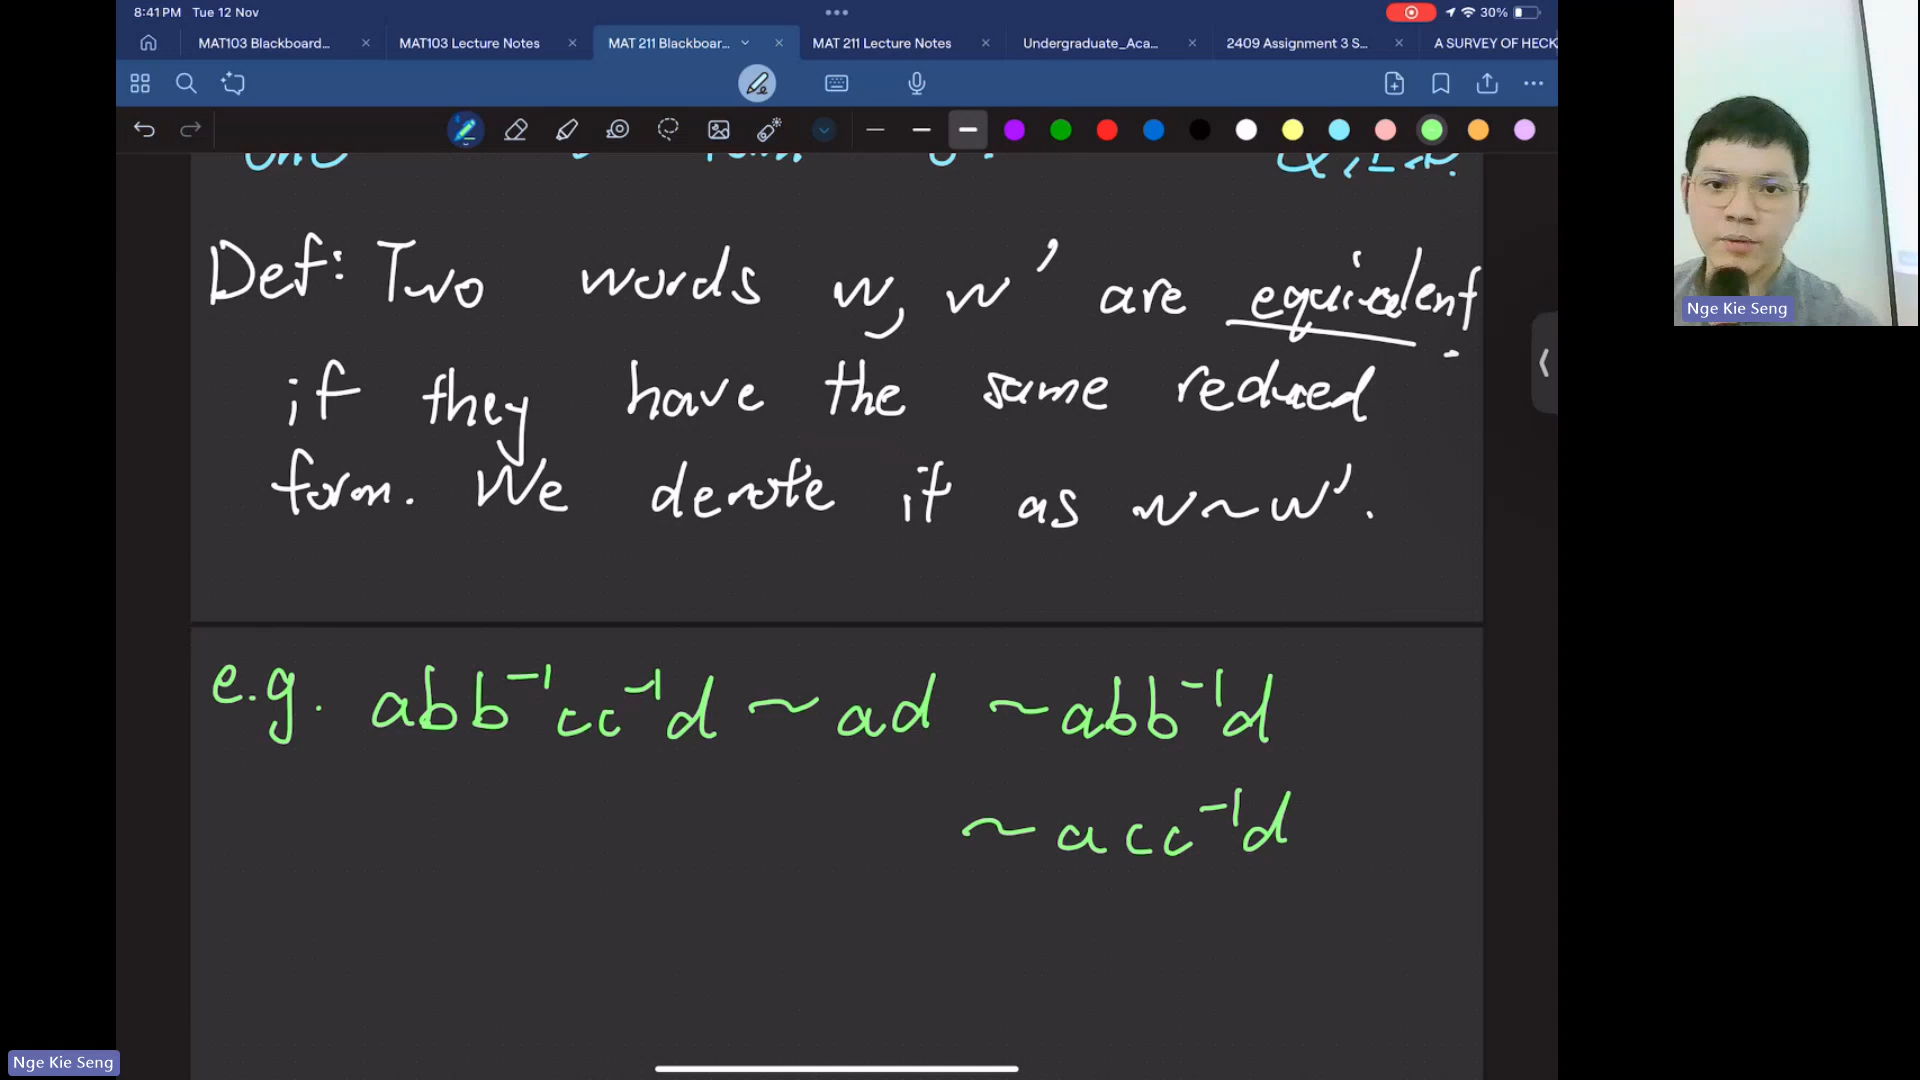 8:41 PM Tue 12 Nov
30%
MAT103 Blackboard... MAT103 Lecture Notes MAT 211 Blackboar... MAT 211 Lecture Notes Undergraduate_Aca... 2409 Assignment 3 S... A SURVEY OF HECK
Q.E.D.
Def: Two words w, w' are equivalent
if they have the same reduced
form. We denote it as w~w'.
e.g. abb⁻¹cc⁻¹d ~ ad ~ abb⁻¹d
~ acc⁻¹d
Nge Kie Seng
Nge Kie Seng